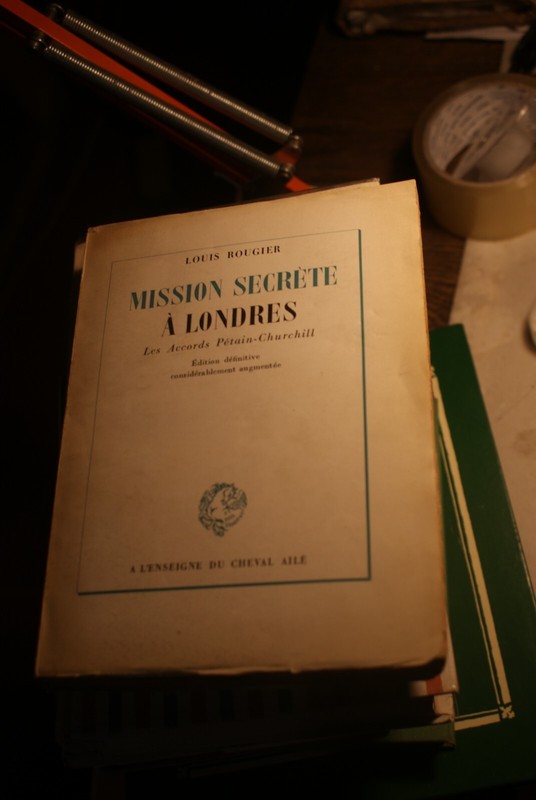 LOUIS ROUGIER
MISSION SECRÈTE
À LONDRES
Les Accords Pétain-Churchill
Édition définitive
considérablement augmentée
A L'ENSEIGNE DU CHEVAL AILÉ